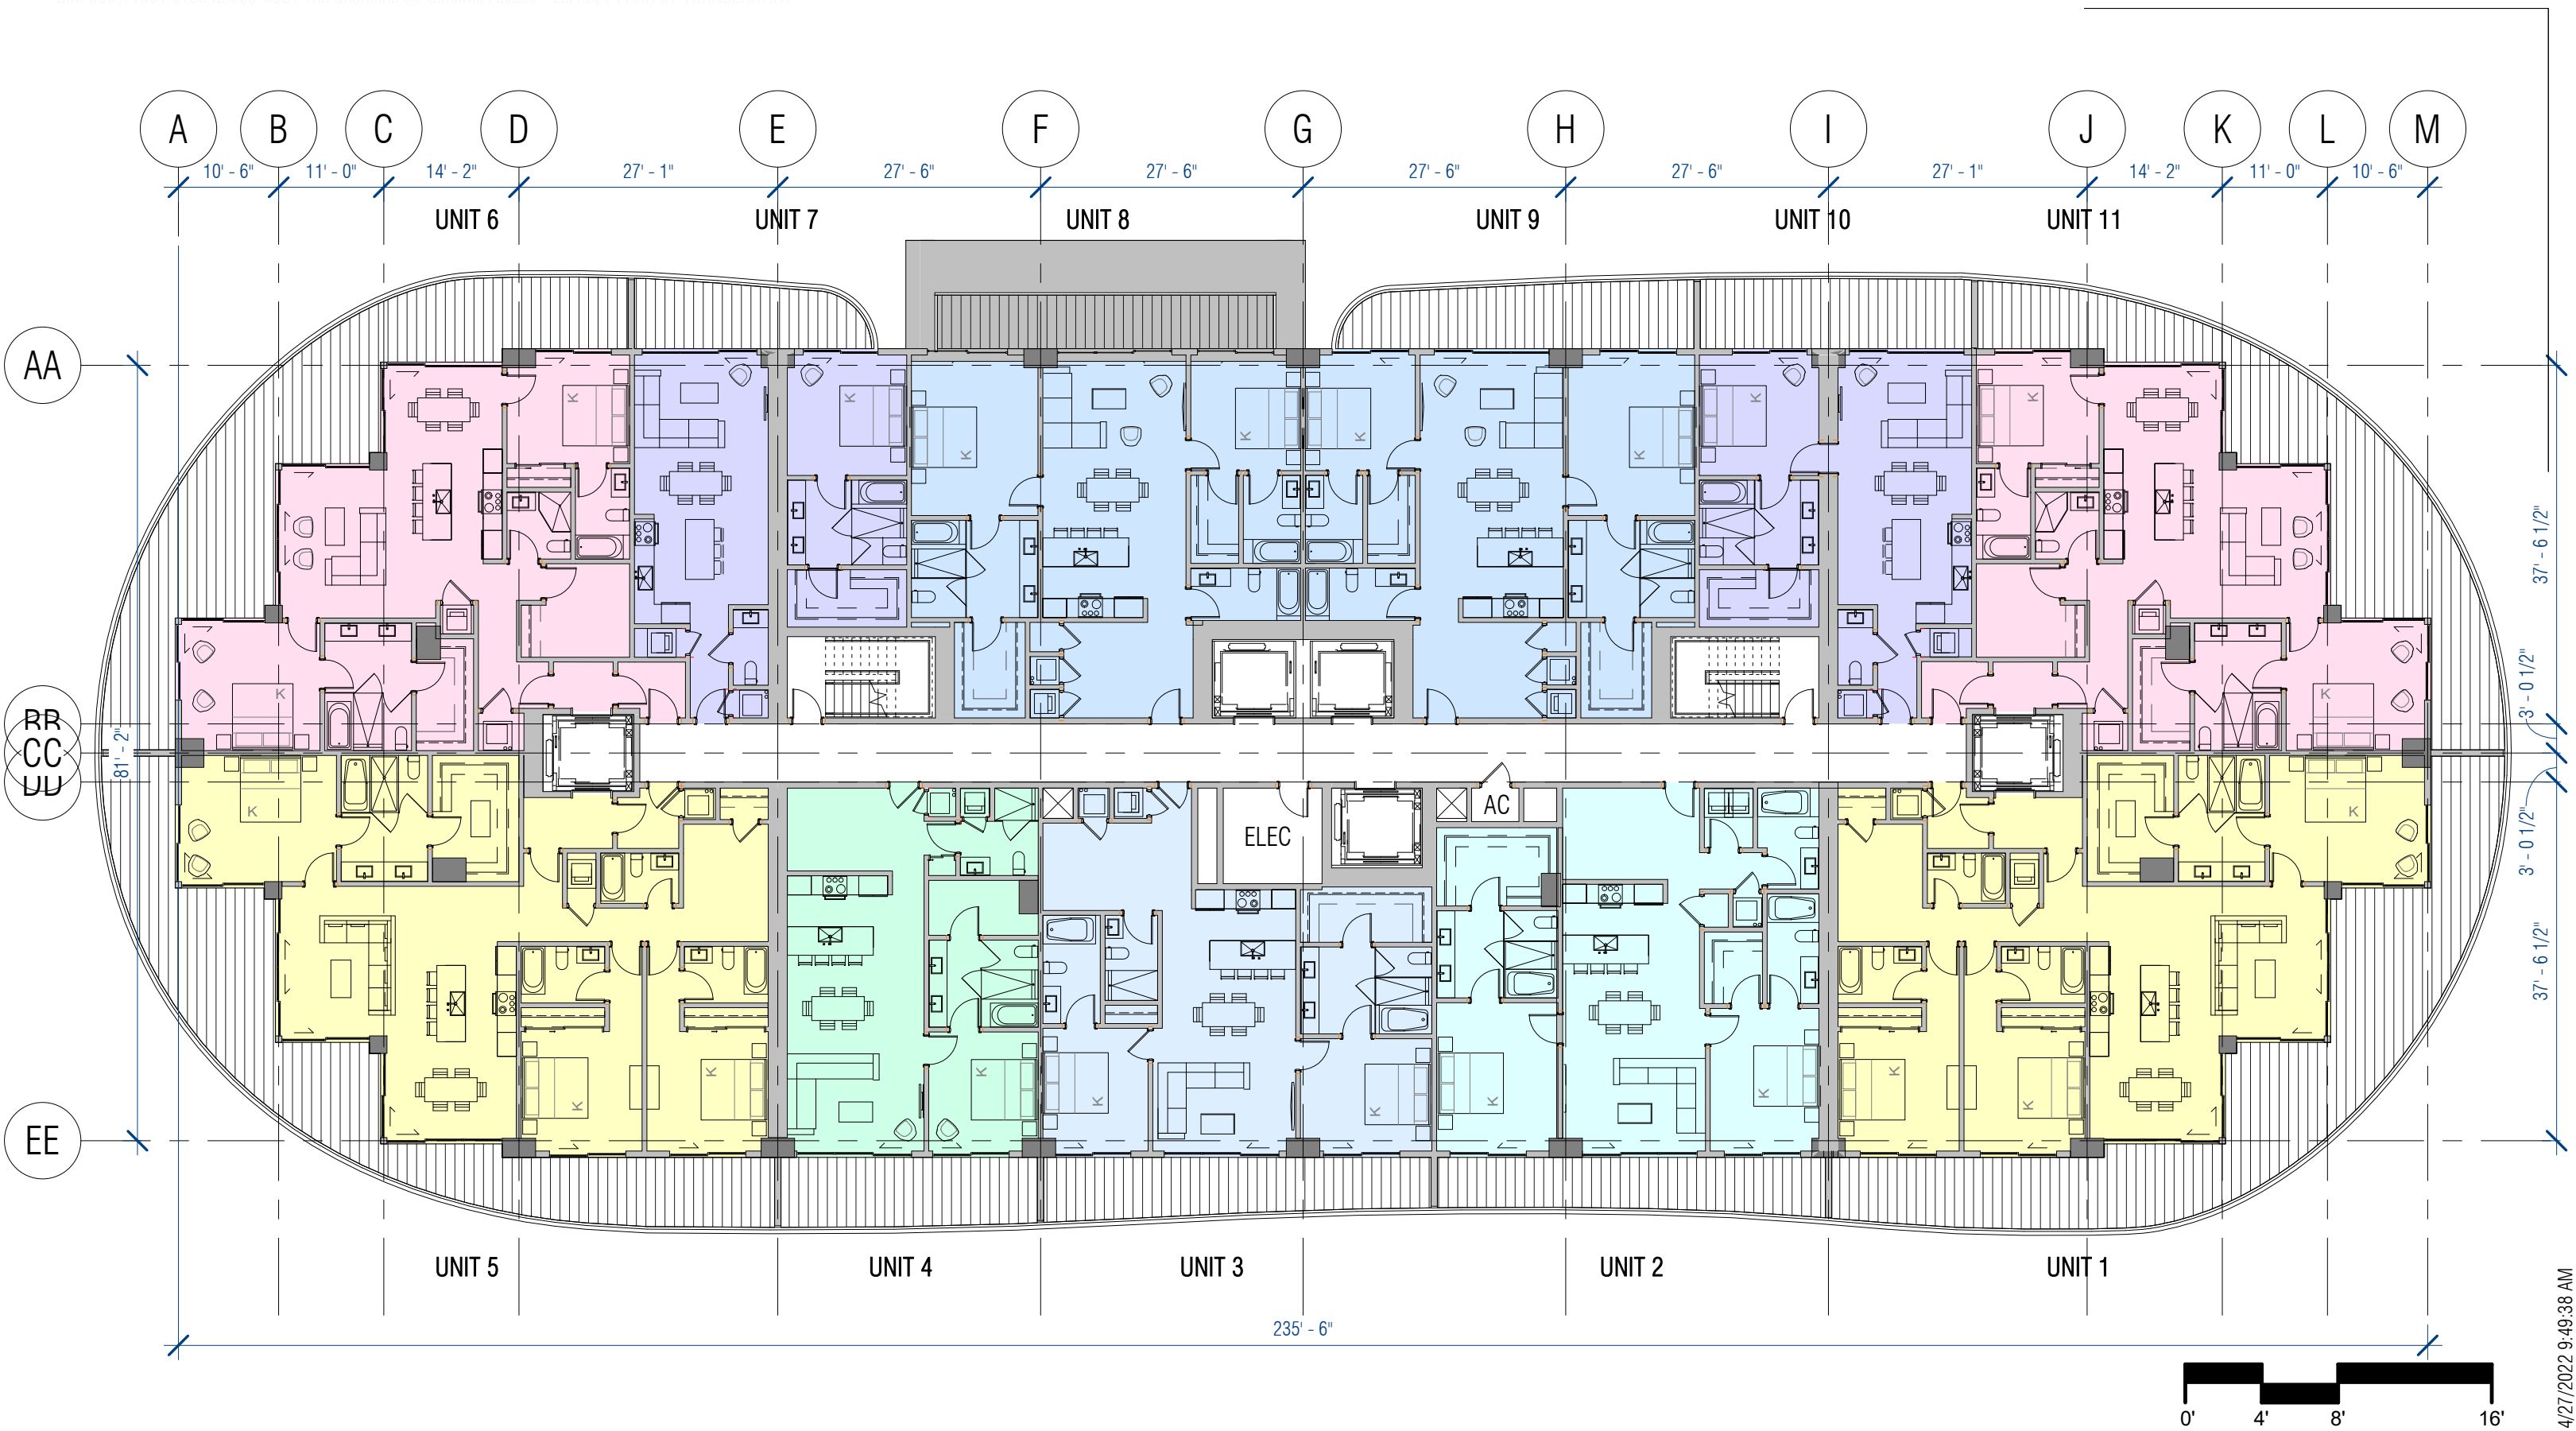 A B C D E F G H I J K L M
10' - 6" 11' - 0" 14' - 2" 27' - 1" 27' - 6" 27' - 6" 27' - 6" 27' - 6" 27' - 1" 14' - 2" 11' - 0" 10' - 6"
UNIT 6 UNIT 7 UNIT 8 UNIT 9 UNIT 10 UNIT 11
AA
K K K K K K K K
37' - 6 1/2"
K K
3' - 0 1/2"
BB
CC
DD
81' - 2"
K K
3' - 0 1/2"
AC
ELEC
37' - 6 1/2"
K K K K K K K K K
EE
UNIT 5 UNIT 4 UNIT 3 UNIT 2 UNIT 1
235' - 6"
0' 4' 8' 16'
4/27/2022 9:49:38 AM